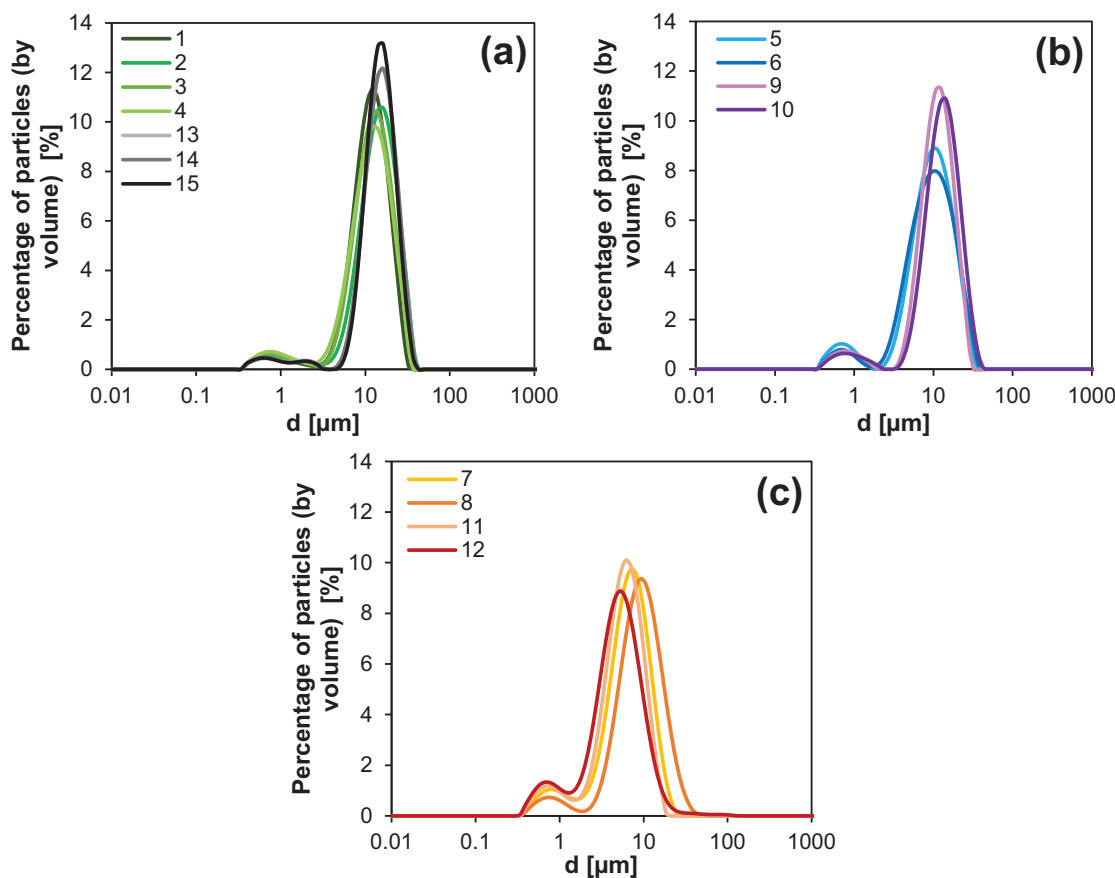 Percentage of particles (by
volume) [%]
14
12
10
8
6
4
2
0
1
2
3
4
13
14
15
(a)
0.01 0.1 1 10 100 1000
d [µm]
Percentage of particles (by
volume) [%]
14
12
10
8
6
4
2
0
5
6
9
10
(b)
0.01 0.1 1 10 100 1000
d [µm]
Percentage of particles (by
volume) [%]
14
12
10
8
6
4
2
0
7
8
11
12
(c)
0.01 0.1 1 10 100 1000
d [µm]